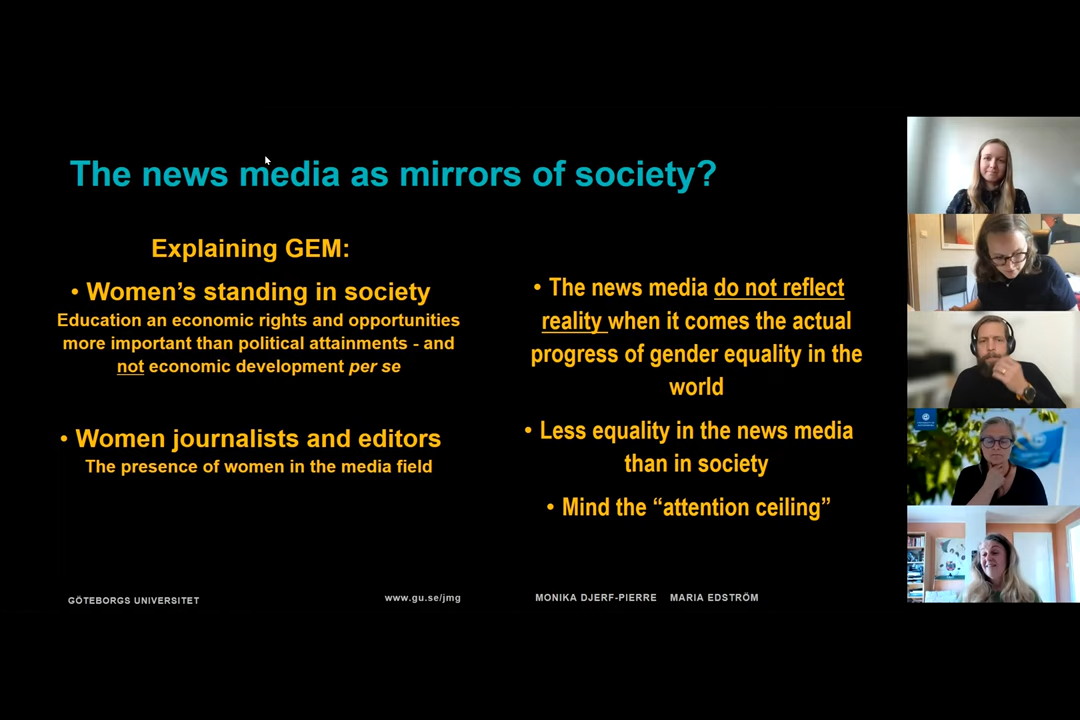 The news media as mirrors of society?
Explaining GEM:
• Women’s standing in society
Education an economic rights and opportunities
more important than political attainments - and
not economic development per se
• Women journalists and editors
The presence of women in the media field
• The news media do not reflect
reality when it comes the actual
progress of gender equality in the
world
• Less equality in the news media
than in society
• Mind the “attention ceiling”
GÖTEBORGS UNIVERSITET
www.gu.se/jmg
MONIKA DJERF-PIERRE MARIA EDSTRÖM